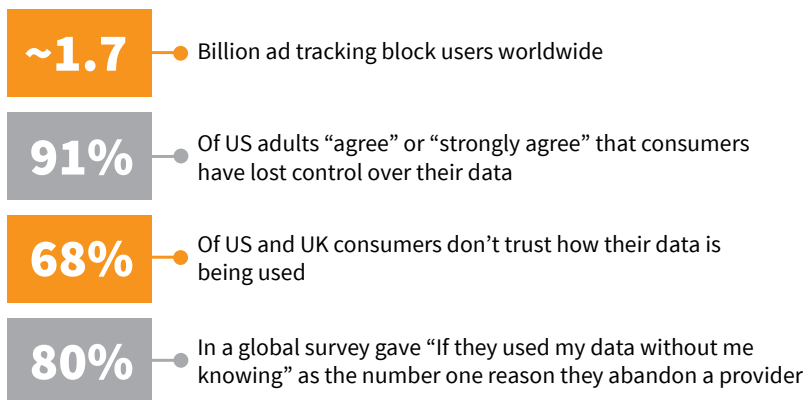 ~1.7
Billion ad tracking block users worldwide
91%
Of US adults “agree” or “strongly agree” that consumers
have lost control over their data
68%
Of US and UK consumers don’t trust how their data is
being used
80%
In a global survey gave “If they used my data without me
knowing” as the number one reason they abandon a provider